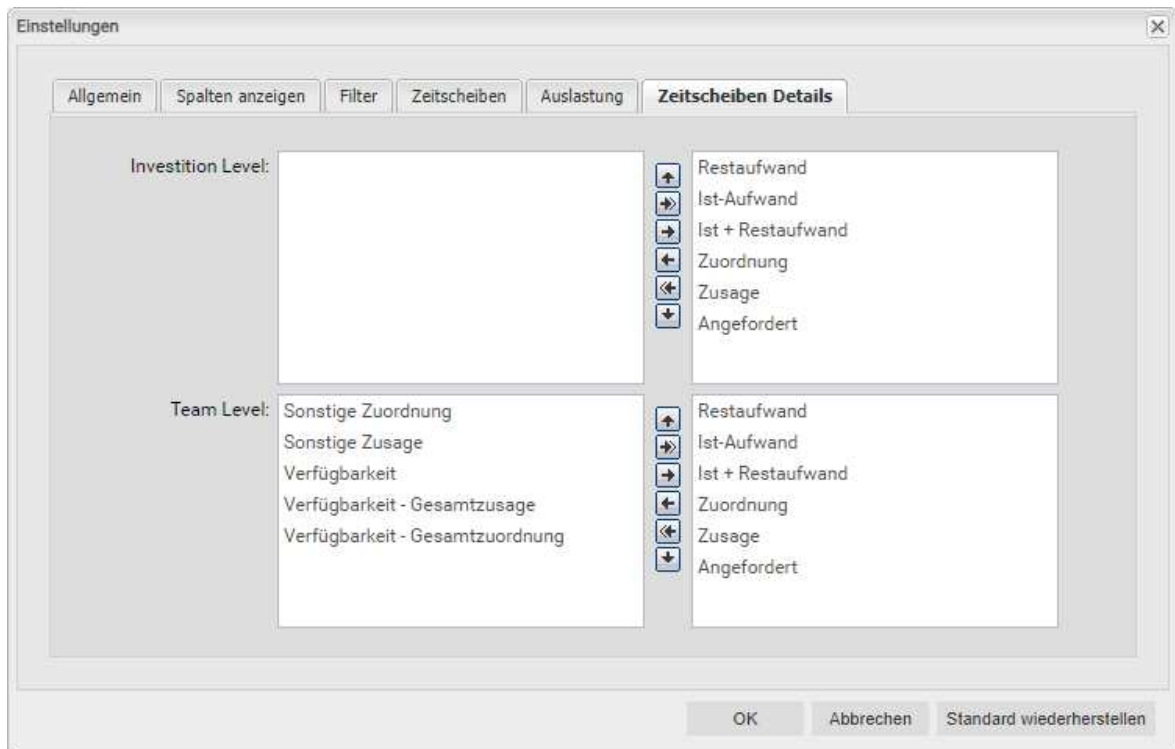 Einstellungen
Allgemein
Spalten anzeigen
Filter
Zeitscheiben
Auslastung
Zeitscheiben Details
Investition Level:
Restaufwand
Ist-Aufwand
Ist + Restaufwand
Zuordnung
Zusage
Angefordert
Team Level:
Sonstige Zuordnung
Sonstige Zusage
Verfügbarkeit
Verfügbarkeit - Gesamtzusage
Verfügbarkeit - Gesamtzuordnung
Restaufwand
Ist-Aufwand
Ist + Restaufwand
Zuordnung
Zusage
Angefordert
OK
Abbrechen
Standard wiederherstellen